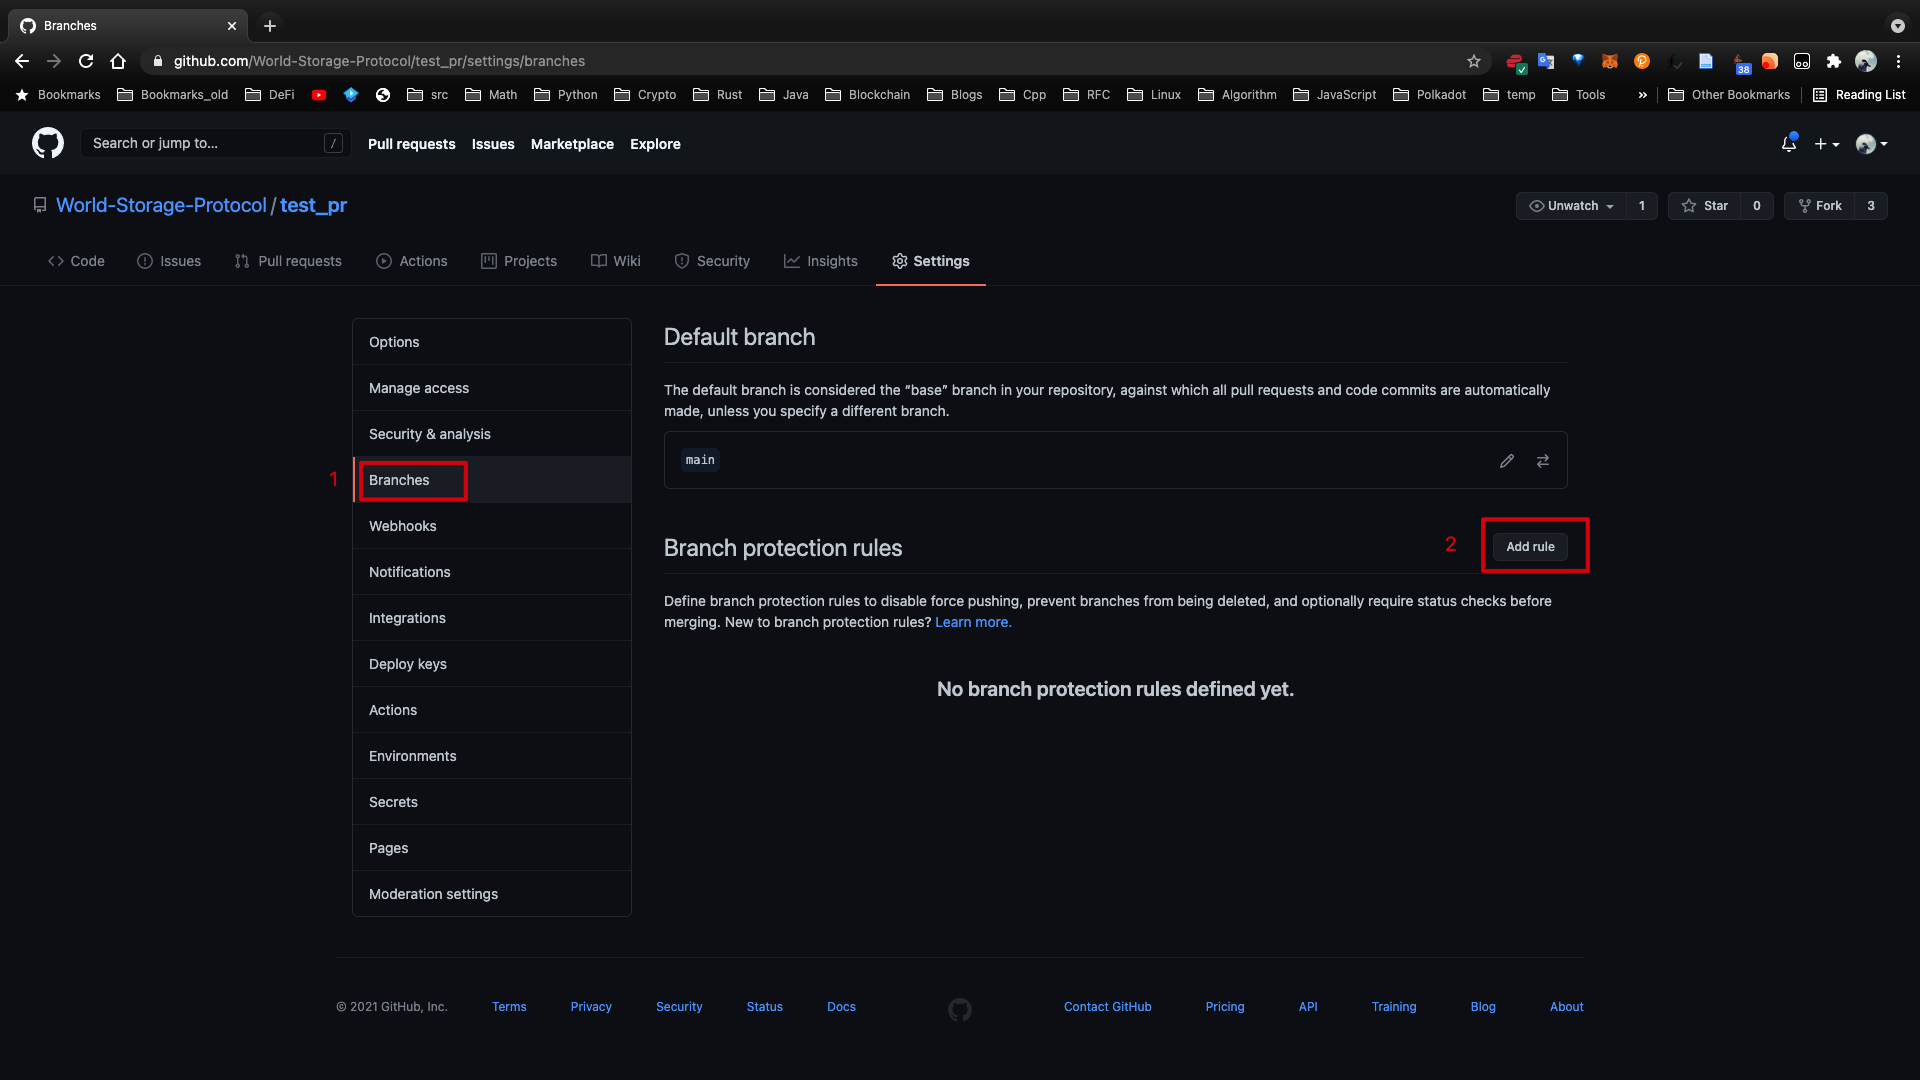 Branches
github.com/World-Storage-Protocol/test_pr/settings/branches
38
Bookmarks Bookmarks_old DeFi src Math Python Crypto Rust Java Blockchain Blogs Cpp RFC Linux Algorithm JavaScript Polkadot temp Tools » Other Bookmarks Reading List
Search or jump to... / Pull requests Issues Marketplace Explore
World-Storage-Protocol / test_pr
Unwatch 1 Star 0 Fork 3
Code Issues Pull requests Actions Projects Wiki Security Insights Settings
Options
Manage access
Security & analysis
1 Branches
Webhooks
Notifications
Integrations
Deploy keys
Actions
Environments
Secrets
Pages
Moderation settings
Default branch
The default branch is considered the “base” branch in your repository, against which all pull requests and code commits are automatically
made, unless you specify a different branch.
main
Branch protection rules
2 Add rule
Define branch protection rules to disable force pushing, prevent branches from being deleted, and optionally require status checks before
merging. New to branch protection rules? Learn more.
No branch protection rules defined yet.
© 2021 GitHub, Inc. Terms Privacy Security Status Docs Contact GitHub Pricing API Training Blog About